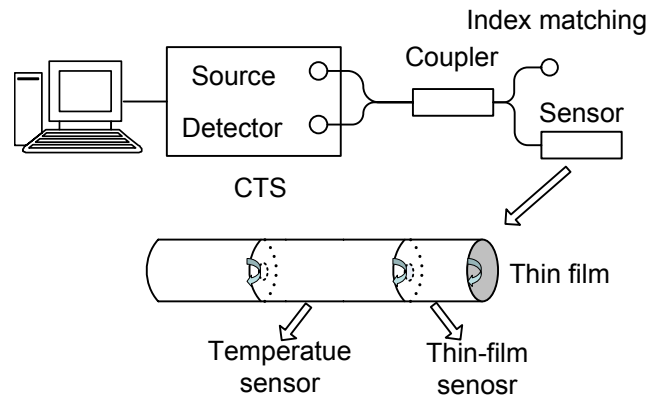 Index matching
Coupler
Source
Sensor
Detector
CTS
Thin film
Temperatue
sensor
Thin-film
senosr